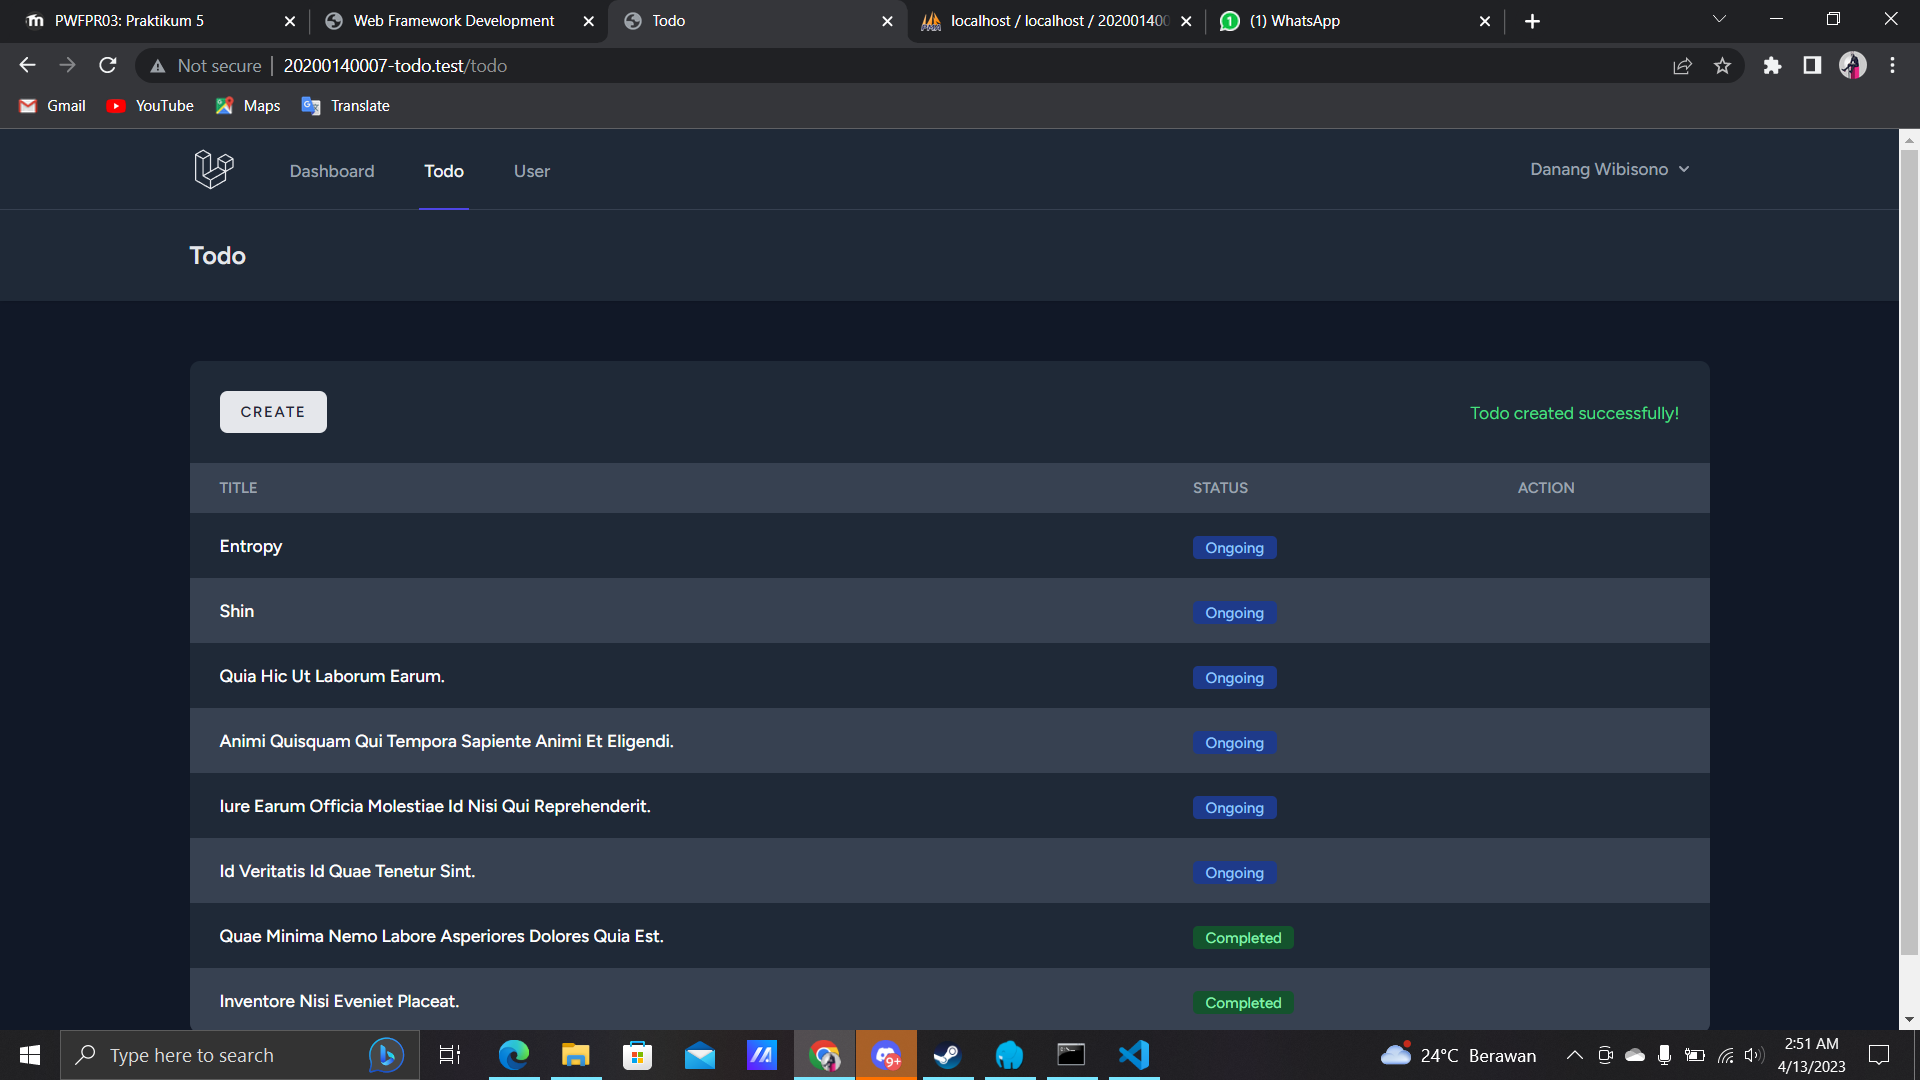 PWFPR03: Praktikum 5
Web Framework Development
Todo
localhost / localhost / 20200140
(1) WhatsApp
Not secure | 20200140007-todo.test/todo
Gmail
YouTube
Maps
Translate
Dashboard
Todo
User
Danang Wibisono
Todo
CREATE
Todo created successfully!
TITLE STATUS ACTION
Entropy Ongoing
Shin Ongoing
Quia Hic Ut Laborum Earum. Ongoing
Animi Quisquam Qui Tempora Sapiente Animi Et Eligendi. Ongoing
Iure Earum Officia Molestiae Id Nisi Qui Reprehenderit. Ongoing
Id Veritatis Id Quae Tenetur Sint. Ongoing
Quae Minima Nemo Labore Asperiores Dolores Quia Est. Completed
Inventore Nisi Eveniet Placeat. Completed
Type here to search
9+
24°C Berawan
2:51 AM
4/13/2023